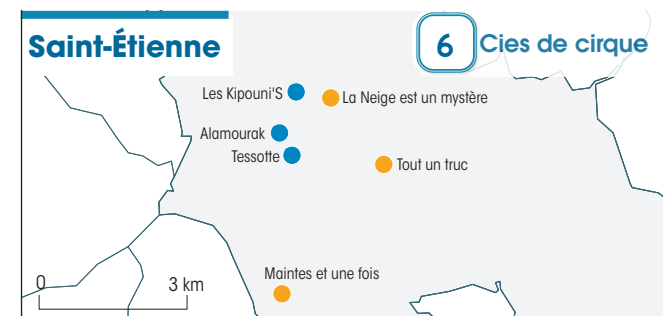 Saint-Étienne
6 Cies de cirque
Les Kipouni'S
La Neige est un mystère
Alamourak
Tessotte
Tout un truc
Maintes et une fois
0 3 km